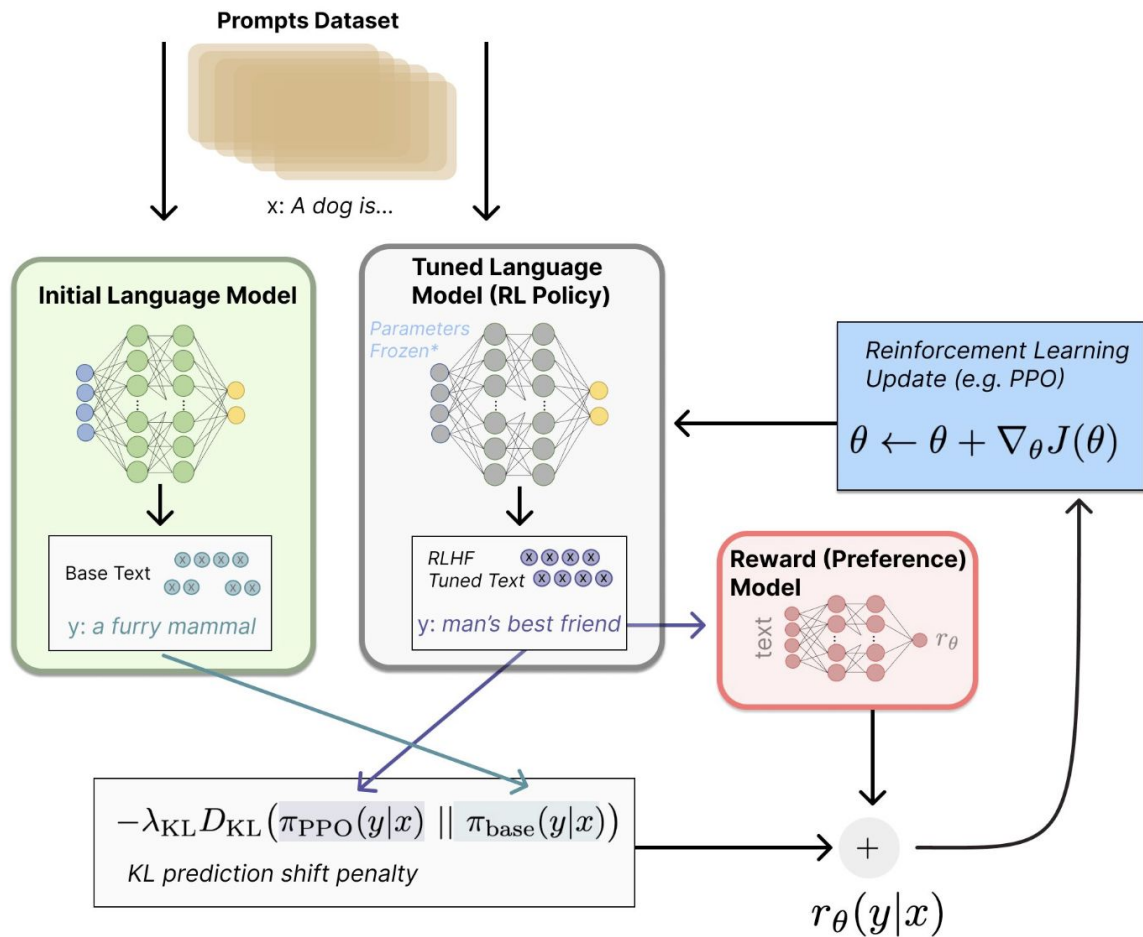 Prompts Dataset
x: A dog is...
Initial Language Model
Base Text
x x x x
x x x x
y: a furry mammal
Tuned Language
Model (RL Policy)
Parameters
Frozen*
RLHF
Tuned Text
x x x x
x x x x
y: man's best friend
Reinforcement Learning
Update (e.g. PPO)
θ ← θ + ∇θJ(θ)
Reward (Preference)
Model
text
rθ
−λKL DKL(πPPO(y|x) || πbase(y|x))
KL prediction shift penalty
+
rθ(y|x)